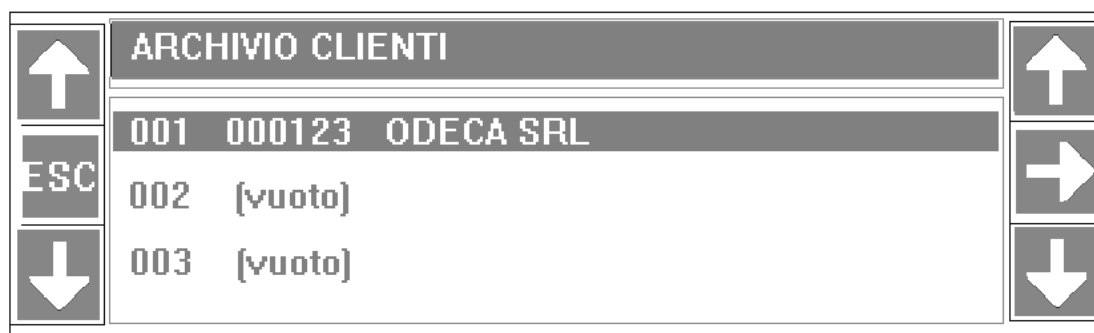 ARCHIVIO CLIENTI
001 000123 ODECA SRL
ESC
002 (vuoto)
003 (vuoto)